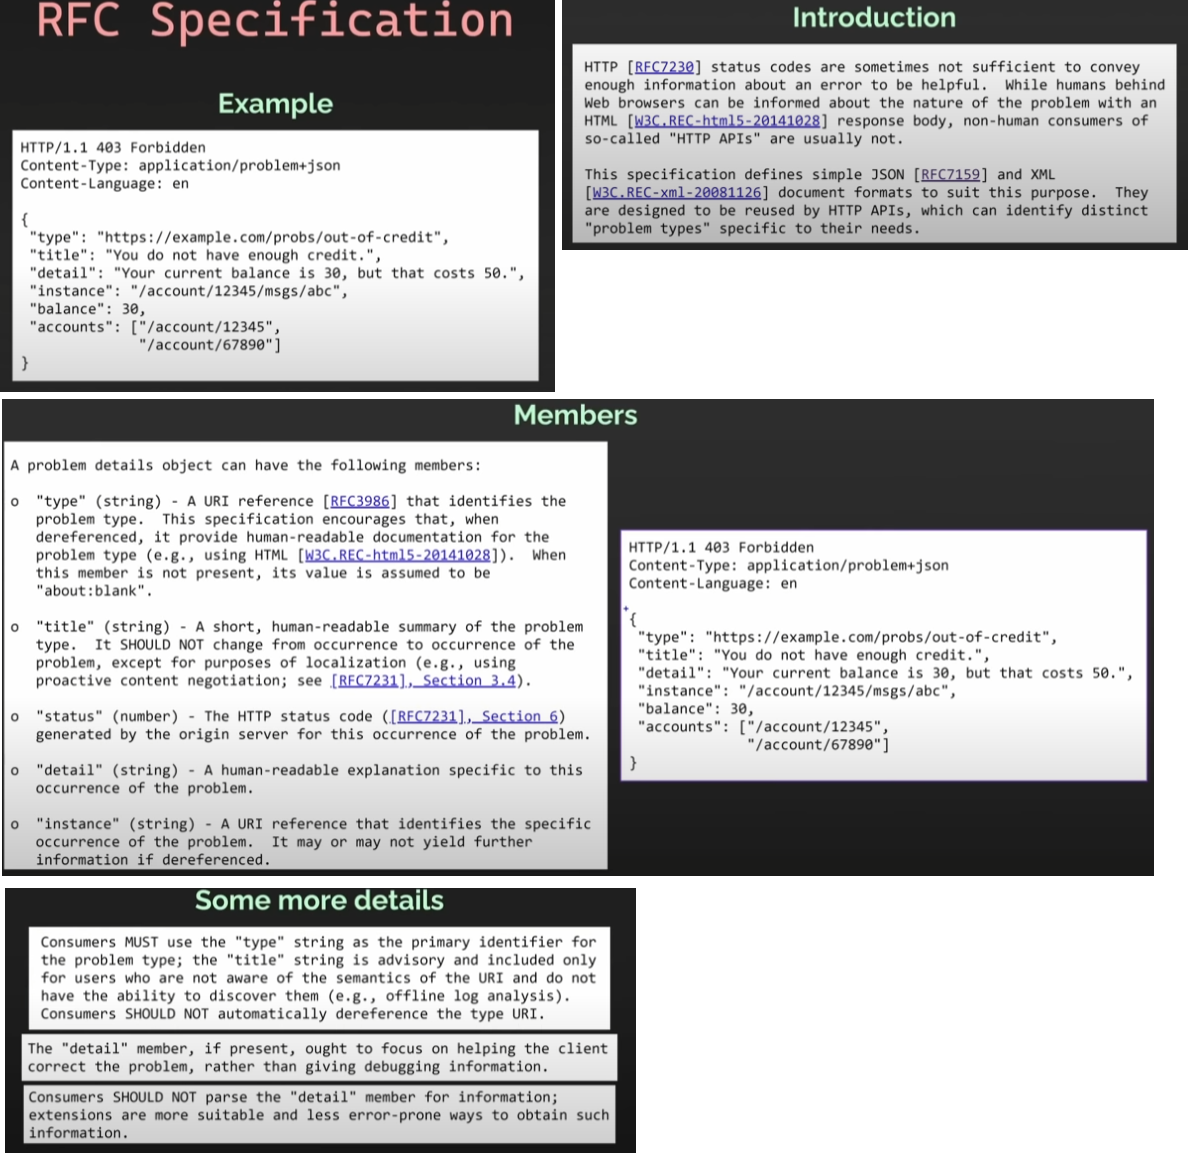 RFC Specification
Example
HTTP/1.1 403 Forbidden
Content-Type: application/problem+json
Content-Language: en
{
"type": "https://example.com/probs/out-of-credit",
"title": "You do not have enough credit.",
"detail": "Your current balance is 30, but that costs 50.",
"instance": "/account/12345/msgs/abc",
"balance": 30,
"accounts": ["/account/12345",
"/account/67890"]
}
Introduction
HTTP [RFC7230] status codes are sometimes not sufficient to convey
enough information about an error to be helpful.  While humans behind
Web browsers can be informed about the nature of the problem with an
HTML [W3C.REC-html5-20141028] response body, non-human consumers of
so-called "HTTP APIs" are usually not.
This specification defines simple JSON [RFC7159] and XML
[W3C.REC-xml-20081126] document formats to suit this purpose.  They
are designed to be reused by HTTP APIs, which can identify distinct
"problem types" specific to their needs.
Members
A problem details object can have the following members:
o "type" (string) - A URI reference [RFC3986] that identifies the
problem type.  This specification encourages that, when
dereferenced, it provide human-readable documentation for the
problem type (e.g., using HTML [W3C.REC-html5-20141028]).  When
this member is not present, its value is assumed to be
"about:blank".
o "title" (string) - A short, human-readable summary of the problem
type.  It SHOULD NOT change from occurrence to occurrence of the
problem, except for purposes of localization (e.g., using
proactive content negotiation; see [RFC7231], Section 3.4).
o "status" (number) - The HTTP status code ([RFC7231], Section 6)
generated by the origin server for this occurrence of the problem.
o "detail" (string) - A human-readable explanation specific to this
occurrence of the problem.
o "instance" (string) - A URI reference that identifies the specific
occurrence of the problem.  It may or may not yield further
information if dereferenced.
HTTP/1.1 403 Forbidden
Content-Type: application/problem+json
Content-Language: en
{
"type": "https://example.com/probs/out-of-credit",
"title": "You do not have enough credit.",
"detail": "Your current balance is 30, but that costs 50.",
"instance": "/account/12345/msgs/abc",
"balance": 30,
"accounts": ["/account/12345",
"/account/67890"]
}
Some more details
Consumers MUST use the "type" string as the primary identifier for
the problem type; the "title" string is advisory and included only
for users who are not aware of the semantics of the URI and do not
have the ability to discover them (e.g., offline log analysis).
Consumers SHOULD NOT automatically dereference the type URI.
The "detail" member, if present, ought to focus on helping the client
correct the problem, rather than giving debugging information.
Consumers SHOULD NOT parse the "detail" member for information;
extensions are more suitable and less error-prone ways to obtain such
information.